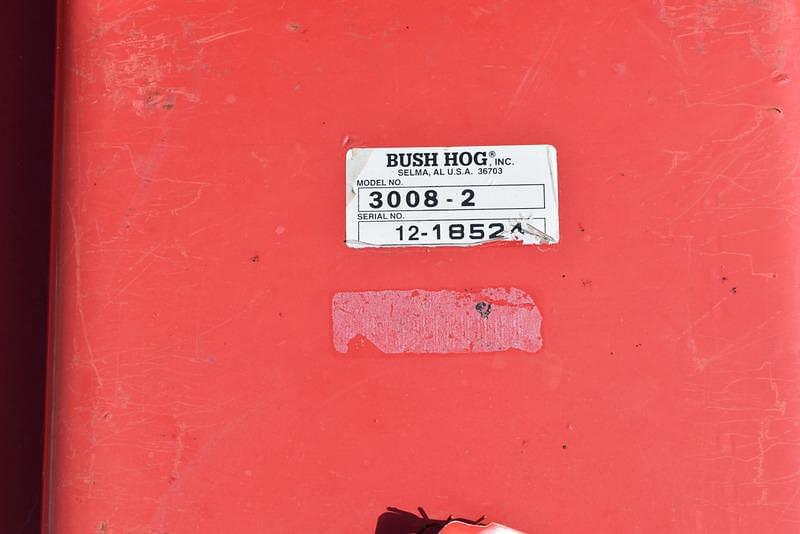 BUSH HOG®, INC.
SELMA, AL U.S.A. 36703
MODEL NO.
3008-2
SERIAL NO.
12-18524